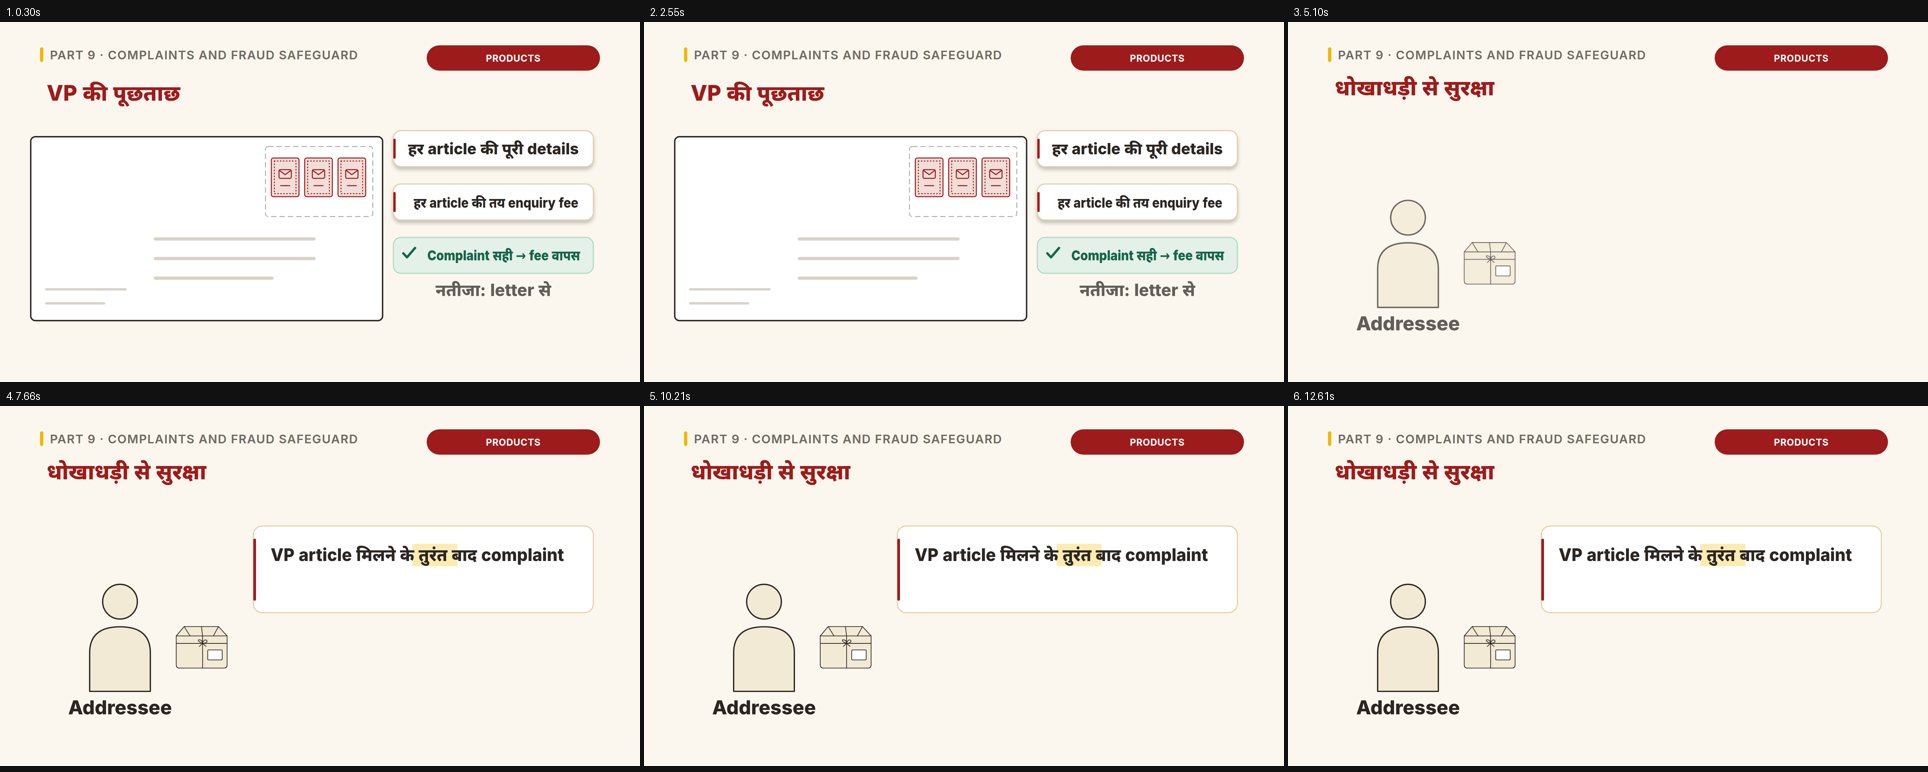 1. 0.30s
PART 9 · COMPLAINTS AND FRAUD SAFEGUARD
PRODUCTS
VP की पूछताछ
हर article की पूरी details
हर article की तय enquiry fee
Complaint सही → fee वापस
नतीजा: letter से
2. 2.55s
PART 9 · COMPLAINTS AND FRAUD SAFEGUARD
PRODUCTS
VP की पूछताछ
हर article की पूरी details
हर article की तय enquiry fee
Complaint सही → fee वापस
नतीजा: letter से
3. 5.10s
PART 9 · COMPLAINTS AND FRAUD SAFEGUARD
PRODUCTS
धोखाधड़ी से सुरक्षा
Addressee
4. 7.66s
PART 9 · COMPLAINTS AND FRAUD SAFEGUARD
PRODUCTS
धोखाधड़ी से सुरक्षा
VP article मिलने के तुरंत बाद complaint
Addressee
5. 10.21s
PART 9 · COMPLAINTS AND FRAUD SAFEGUARD
PRODUCTS
धोखाधड़ी से सुरक्षा
VP article मिलने के तुरंत बाद complaint
Addressee
6. 12.61s
PART 9 · COMPLAINTS AND FRAUD SAFEGUARD
PRODUCTS
धोखाधड़ी से सुरक्षा
VP article मिलने के तुरंत बाद complaint
Addressee